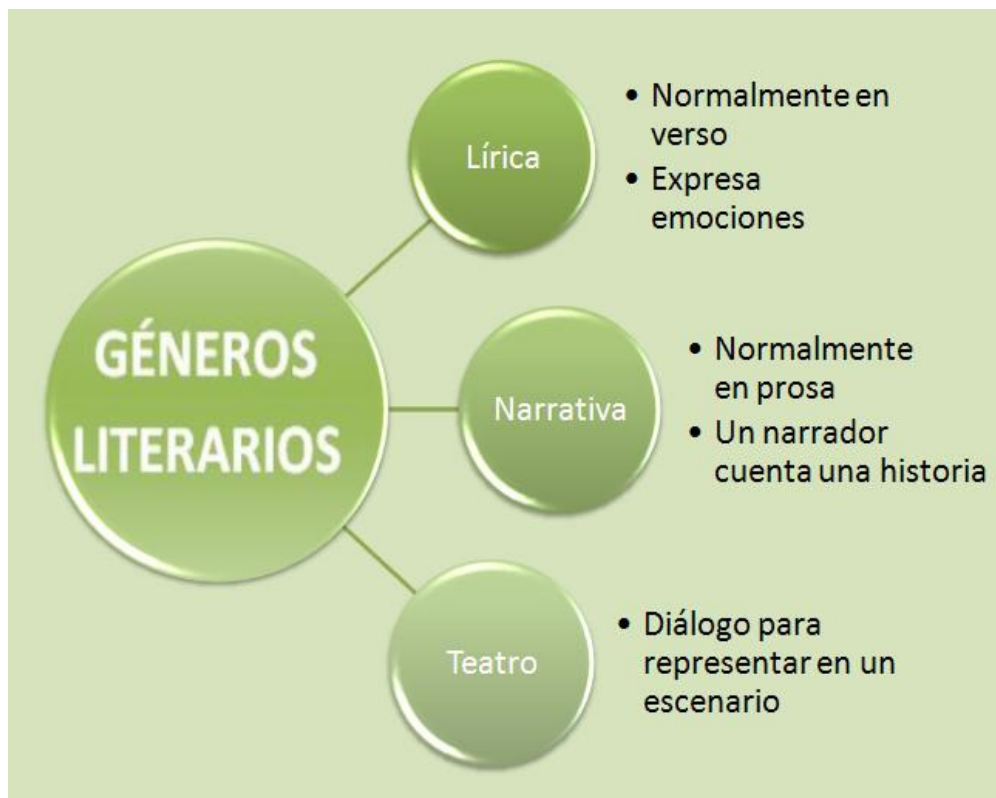 Lírica
• Normalmente en
verso
• Expresa
emociones
GÉNEROS
LITERARIOS
Narrativa
• Normalmente
en prosa
• Un narrador
cuenta una historia
Teatro
• Diálogo para
representar en un
escenario